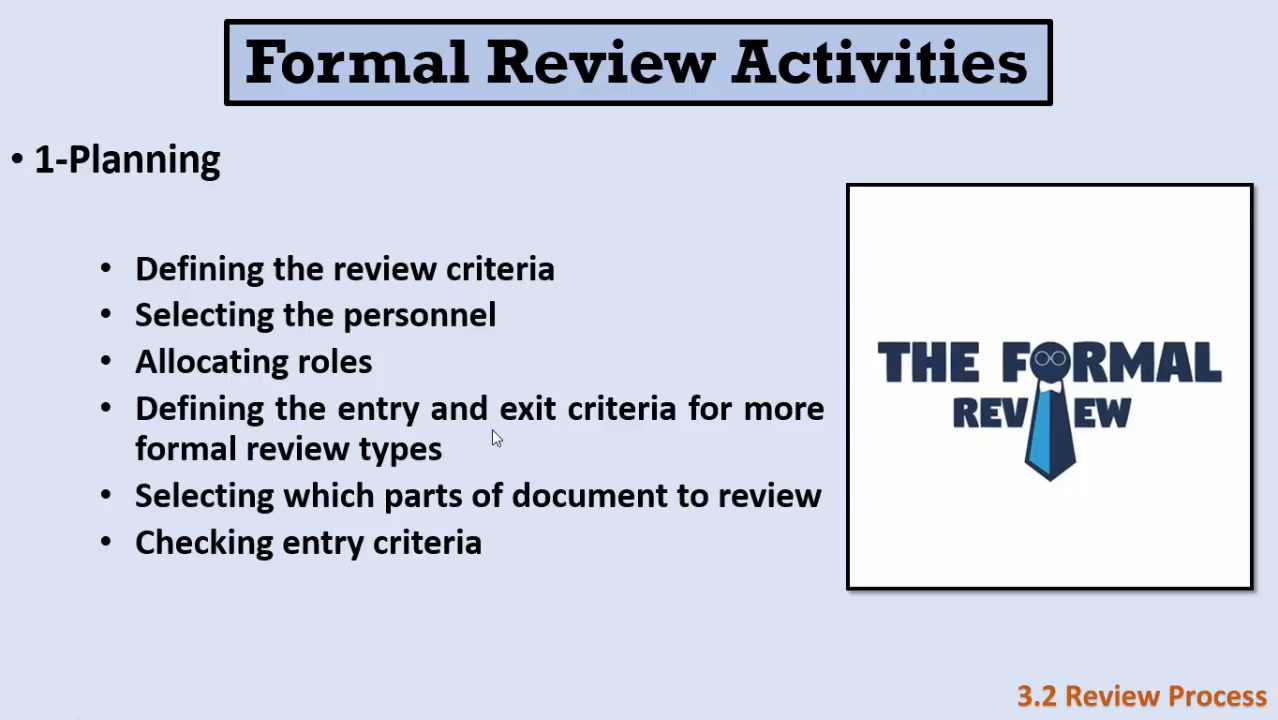 Formal Review Activities
• 1-Planning
• Defining the review criteria
• Selecting the personnel
• Allocating roles
• Defining the entry and exit criteria for more
formal review types
• Selecting which parts of document to review
• Checking entry criteria
THE FORMAL
REVIEW
3.2 Review Process